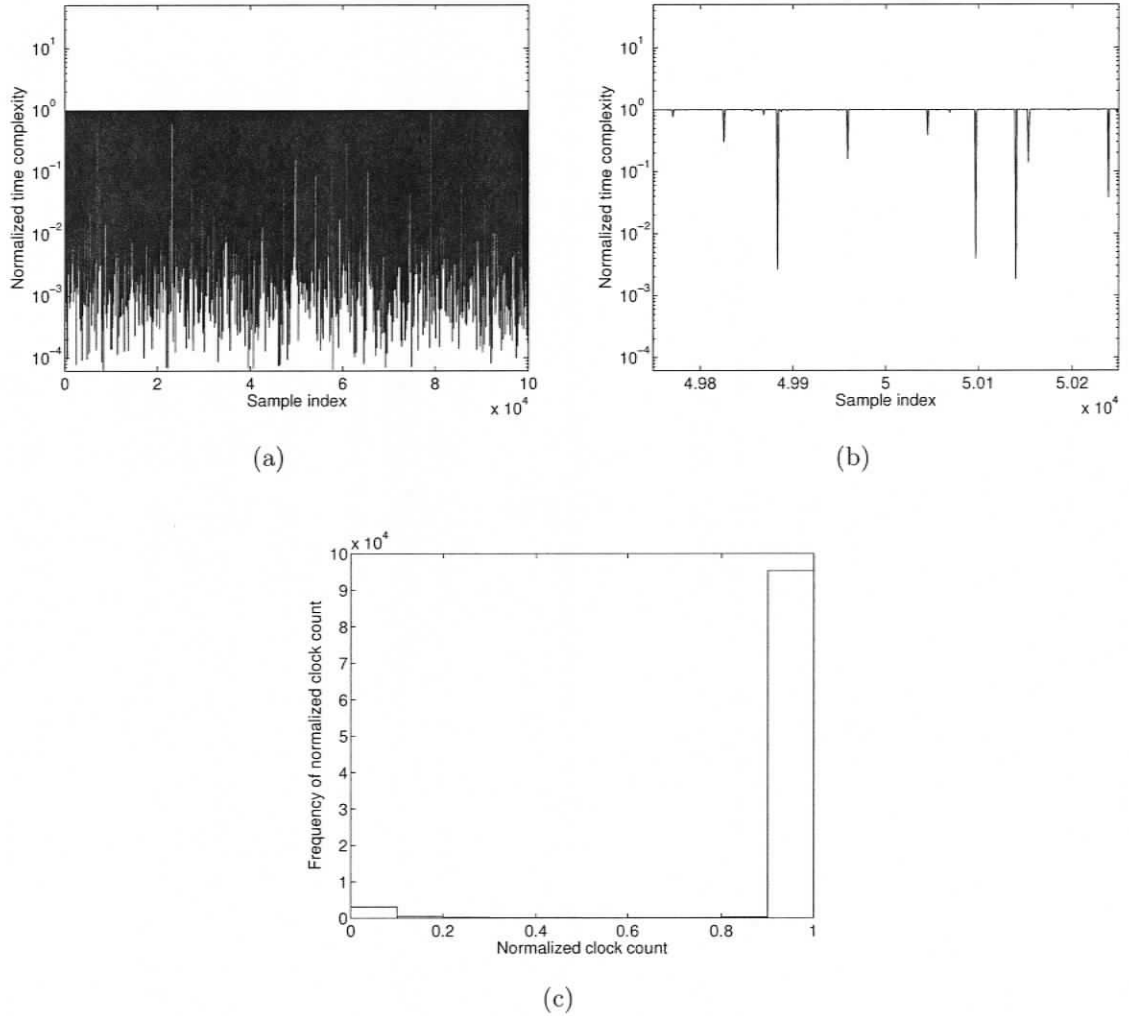 Normalized time complexity
10^1
10^0
10^-1
10^-2
10^-3
10^-4
0 2 4 6 8 10
Sample index
x 10^4
(a)
Normalized time complexity
10^1
10^0
10^-1
10^-2
10^-3
10^-4
4.98 4.99 5 5.01 5.02
Sample index
x 10^4
(b)
x 10^4
Frequency of normalized clock count
10
9
8
7
6
5
4
3
2
1
0
0 0.2 0.4 0.6 0.8 1
Normalized clock count
(c)